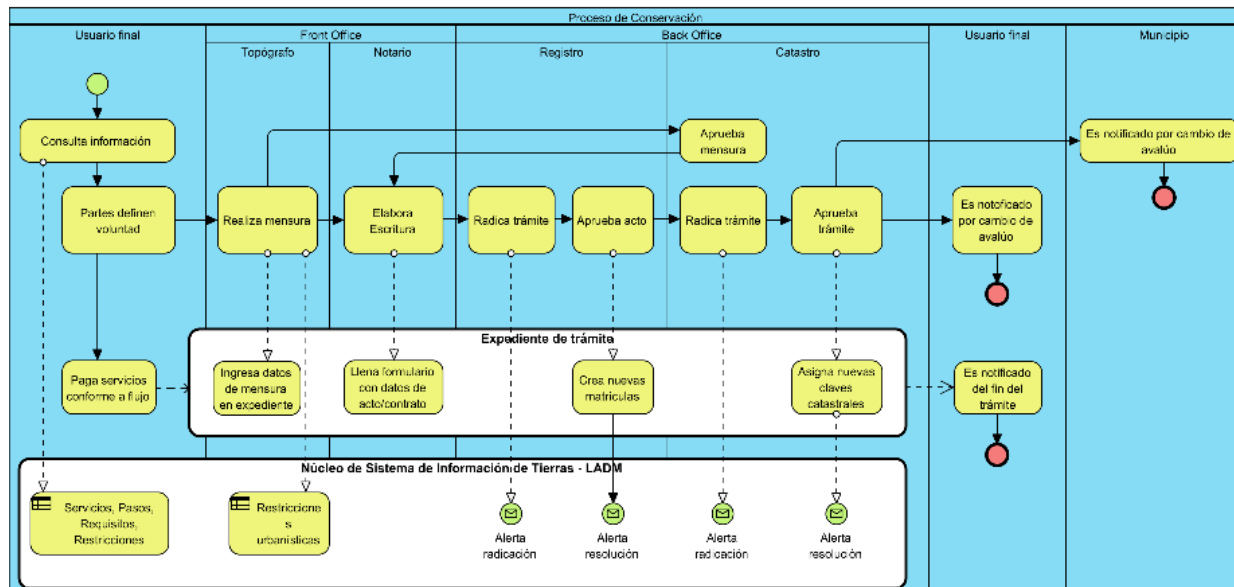 Proceso de Conservación
Usuario final
Front Office
Back Office
Usuario final
Municipio
Topógrafo
Notario
Registro
Catastro
Consulta información
Aprueba
mensura
Es notificado por cambio de
avalúo
Partes definen
voluntad
Realiza mensura
Elabora
Escritura
Radica trámite
Aprueba acto
Radica trámite
Aprueba
trámite
Es notoficado
por cambio de
avalúo
Expediente de trámite
Paga servicios
conforme a flujo
Ingresa datos
de mensura
en expediente
Llena formulario
con datos de
acto/contrato
Crea nuevas
matriculas
Asigna nuevas
claves
catastrales
Es notificado
del fin del
trámite
Núcleo de Sistema de Información de Tierras - LADM
Servicios, Pasos,
Requisitos,
Restricciones
Restriccione
s
urbanísticas
Alerta
radicación
Alerta
resolución
Alerta
radicación
Alerta
resolución